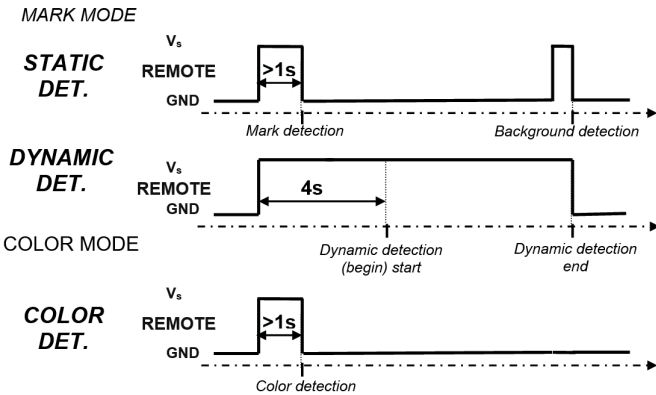 MARK MODE
STATIC
DET.
Vs
REMOTE
GND
>1s
Mark detection
Background detection
DYNAMIC
DET.
Vs
REMOTE
GND
4s
Dynamic detection
(begin) start
Dynamic detection
end
COLOR MODE
COLOR
DET.
Vs
REMOTE
GND
>1s
Color detection